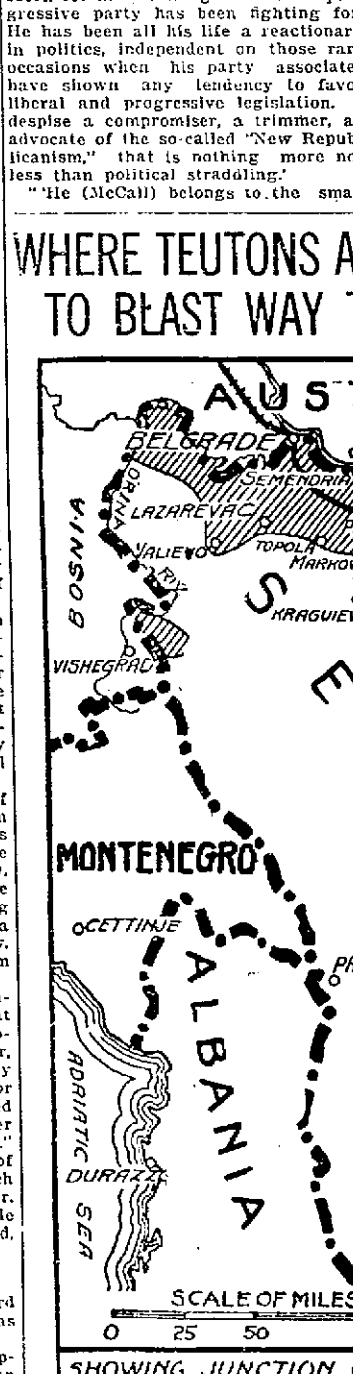 gressive party has been fighting for
He has been all his life a reactionar
in politics, independent on those rar
occasions when his party associate
have shown any tendency to favo
liberal and progressive legislation.
despise a compromiser, a trimmer, a
advocate of the so-called "New Repub
licanism," that is nothing more no
less than political straddling.'
"'He (McCall) belongs to the sma
WHERE TEUTONS A
TO BLAST WAY
AUS
BELGRADE
SEMENDRIA
DRINA
LAZAREVAC
BOSNIA
VALIEVO
TOPOLA
MARKOV
S
KRAGUIEV
E
VISHEGRAD
MONTENEGRO
CETTINJE
PR
ALBANIA
ADRIATIC
SEA
DURAZZ
SCALE OF MILES
0 25 50
SHOWING JUNCTION